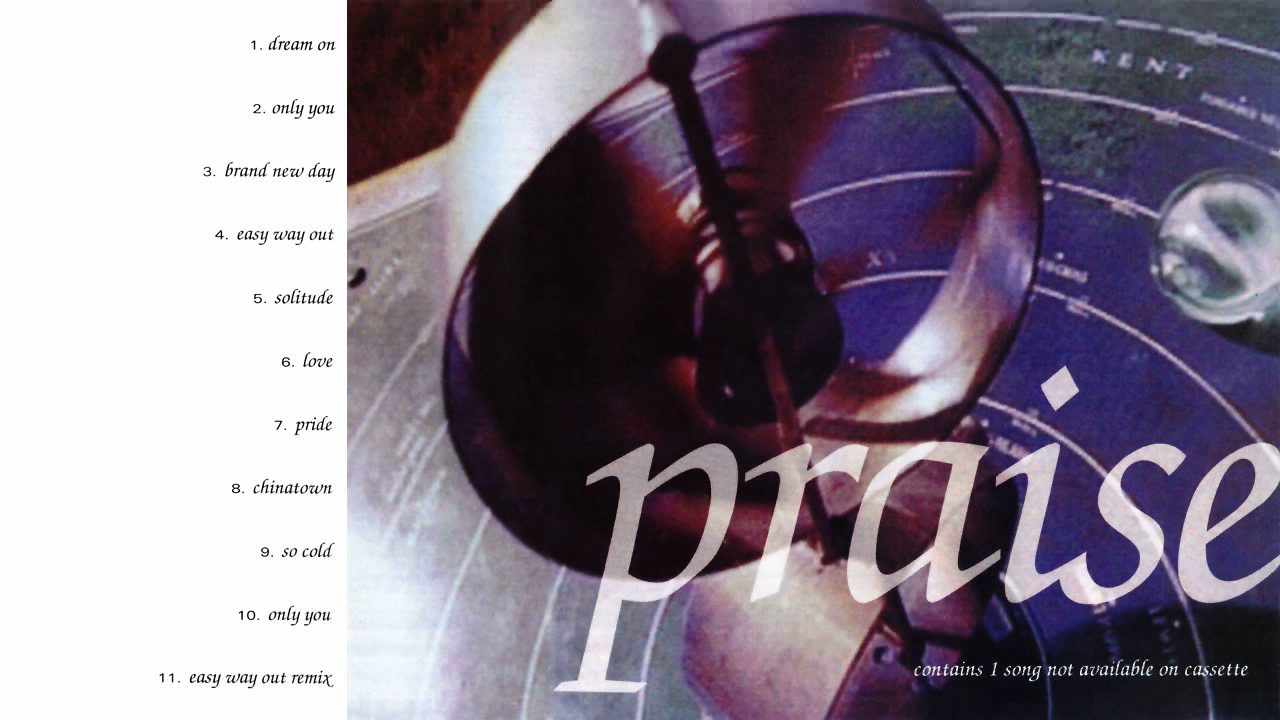 1. dream on
2. only you
3. brand new day
4. easy way out
5. solitude
6. love
7. pride
8. chinatown
9. so cold
10. only you
11. easy way out remix
KENT
praise
contains 1 song not available on cassette